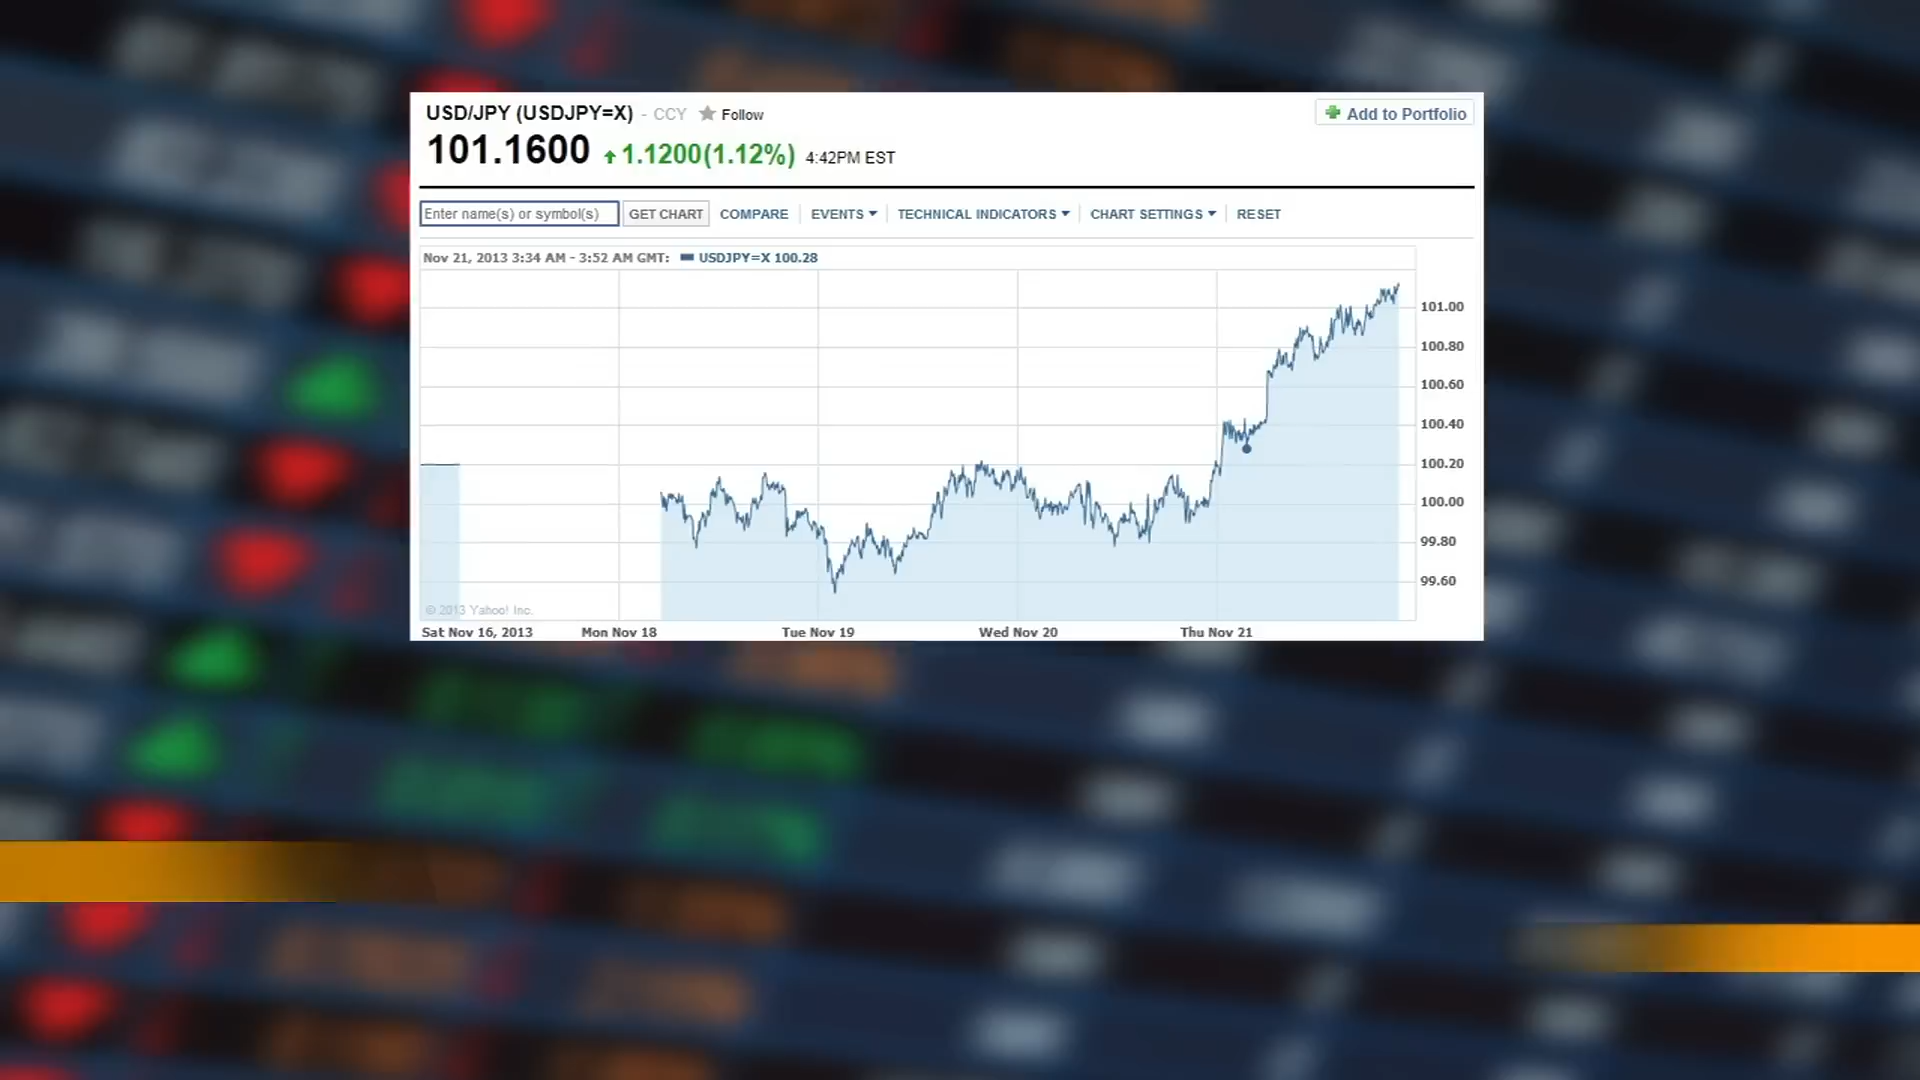 USD/JPY (USDJPY=X) - CCY Follow
Add to Portfolio
101.1600 1.1200(1.12%) 4:42PM EST
Enter name(s) or symbol(s) GET CHART COMPARE EVENTS TECHNICAL INDICATORS CHART SETTINGS RESET
Nov 21, 2013 3:34 AM - 3:52 AM GMT: USDJPY=X 100.28
101.00
100.80
100.60
100.40
100.20
100.00
99.80
99.60
© 2013 Yahoo! Inc.
Sat Nov 16, 2013 Mon Nov 18 Tue Nov 19 Wed Nov 20 Thu Nov 21